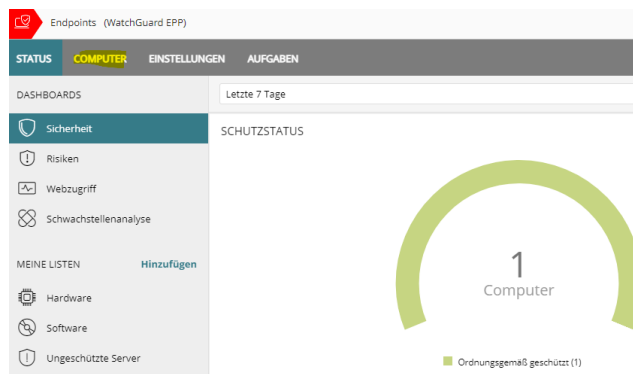 Endpoints (WatchGuard EPP)
STATUS COMPUTER EINSTELLUNGEN AUFGABEN
DASHBOARDS
Letzte 7 Tage
Sicherheit
SCHUTZSTATUS
Risiken
Webzugriff
Schwachstellenanalyse
MEINE LISTEN Hinzufügen
1
Computer
Hardware
Software
Ungeschützte Server
Ordnungsgemäß geschützt (1)